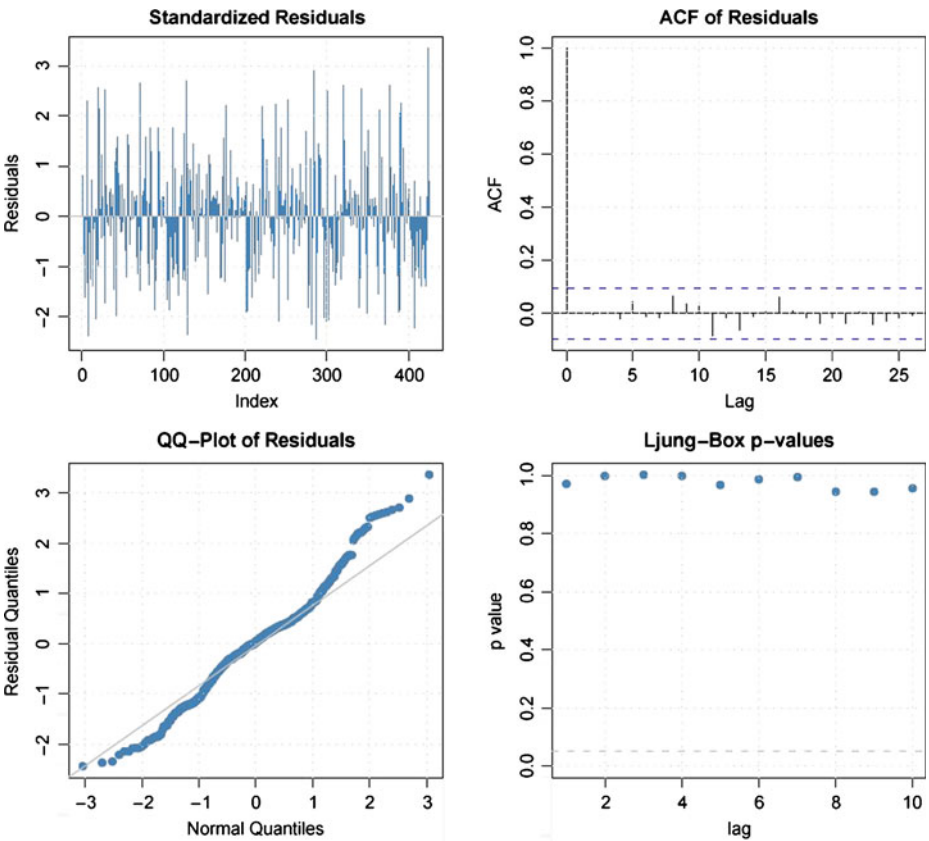 Standardized Residuals
Residuals
3
2
1
0
−1
−2
0 100 200 300 400
Index
ACF of Residuals
ACF
1.0
0.8
0.6
0.4
0.2
0.0
0 5 10 15 20 25
Lag
QQ−Plot of Residuals
Residual Quantiles
3
2
1
0
−1
−2
−3 −2 −1 0 1 2 3
Normal Quantiles
Ljung−Box p−values
p value
1.0
0.8
0.6
0.4
0.2
0.0
2 4 6 8 10
lag